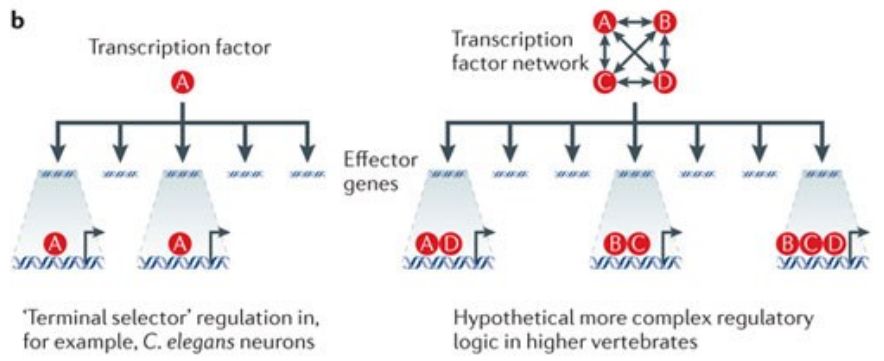 b
Transcription factor
A
A
A
'Terminal selector' regulation in,
for example, C. elegans neurons
Transcription
factor network
A B
C D
Effector
genes
A D
B C
B C D
Hypothetical more complex regulatory
logic in higher vertebrates